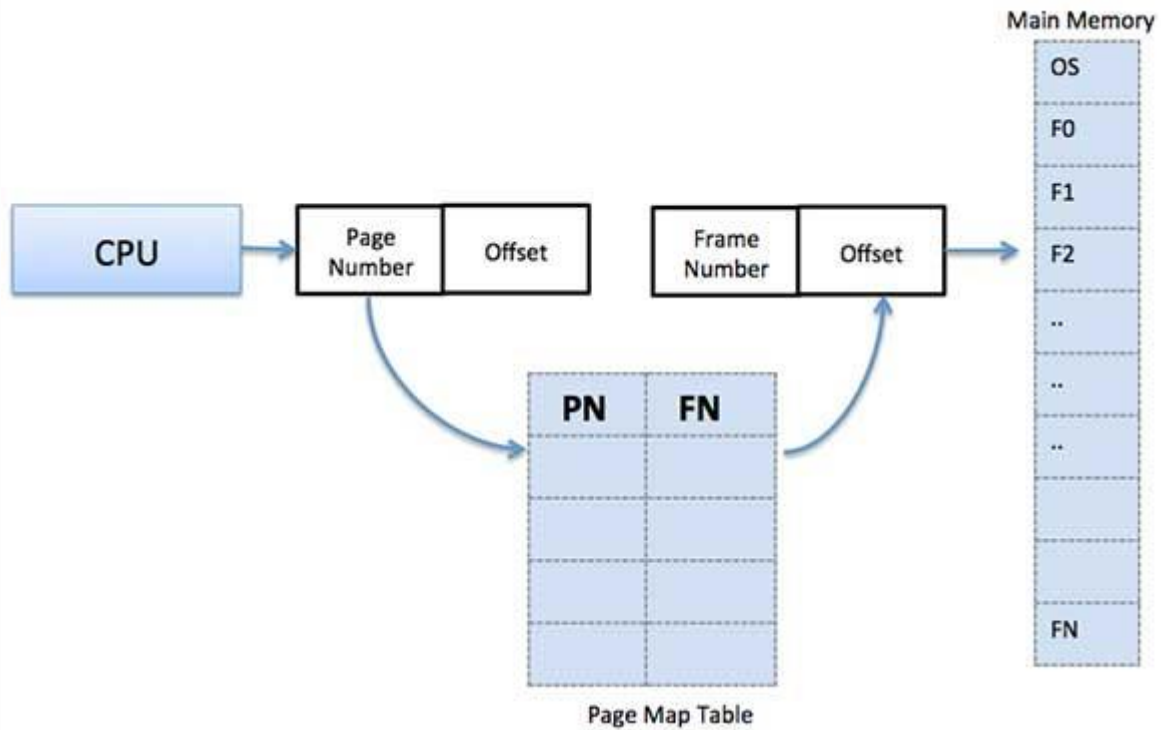 Main Memory
OS
F0
F1
F2
..
..
..
FN
CPU
Page
Number
Offset
Frame
Number
Offset
PN FN
Page Map Table